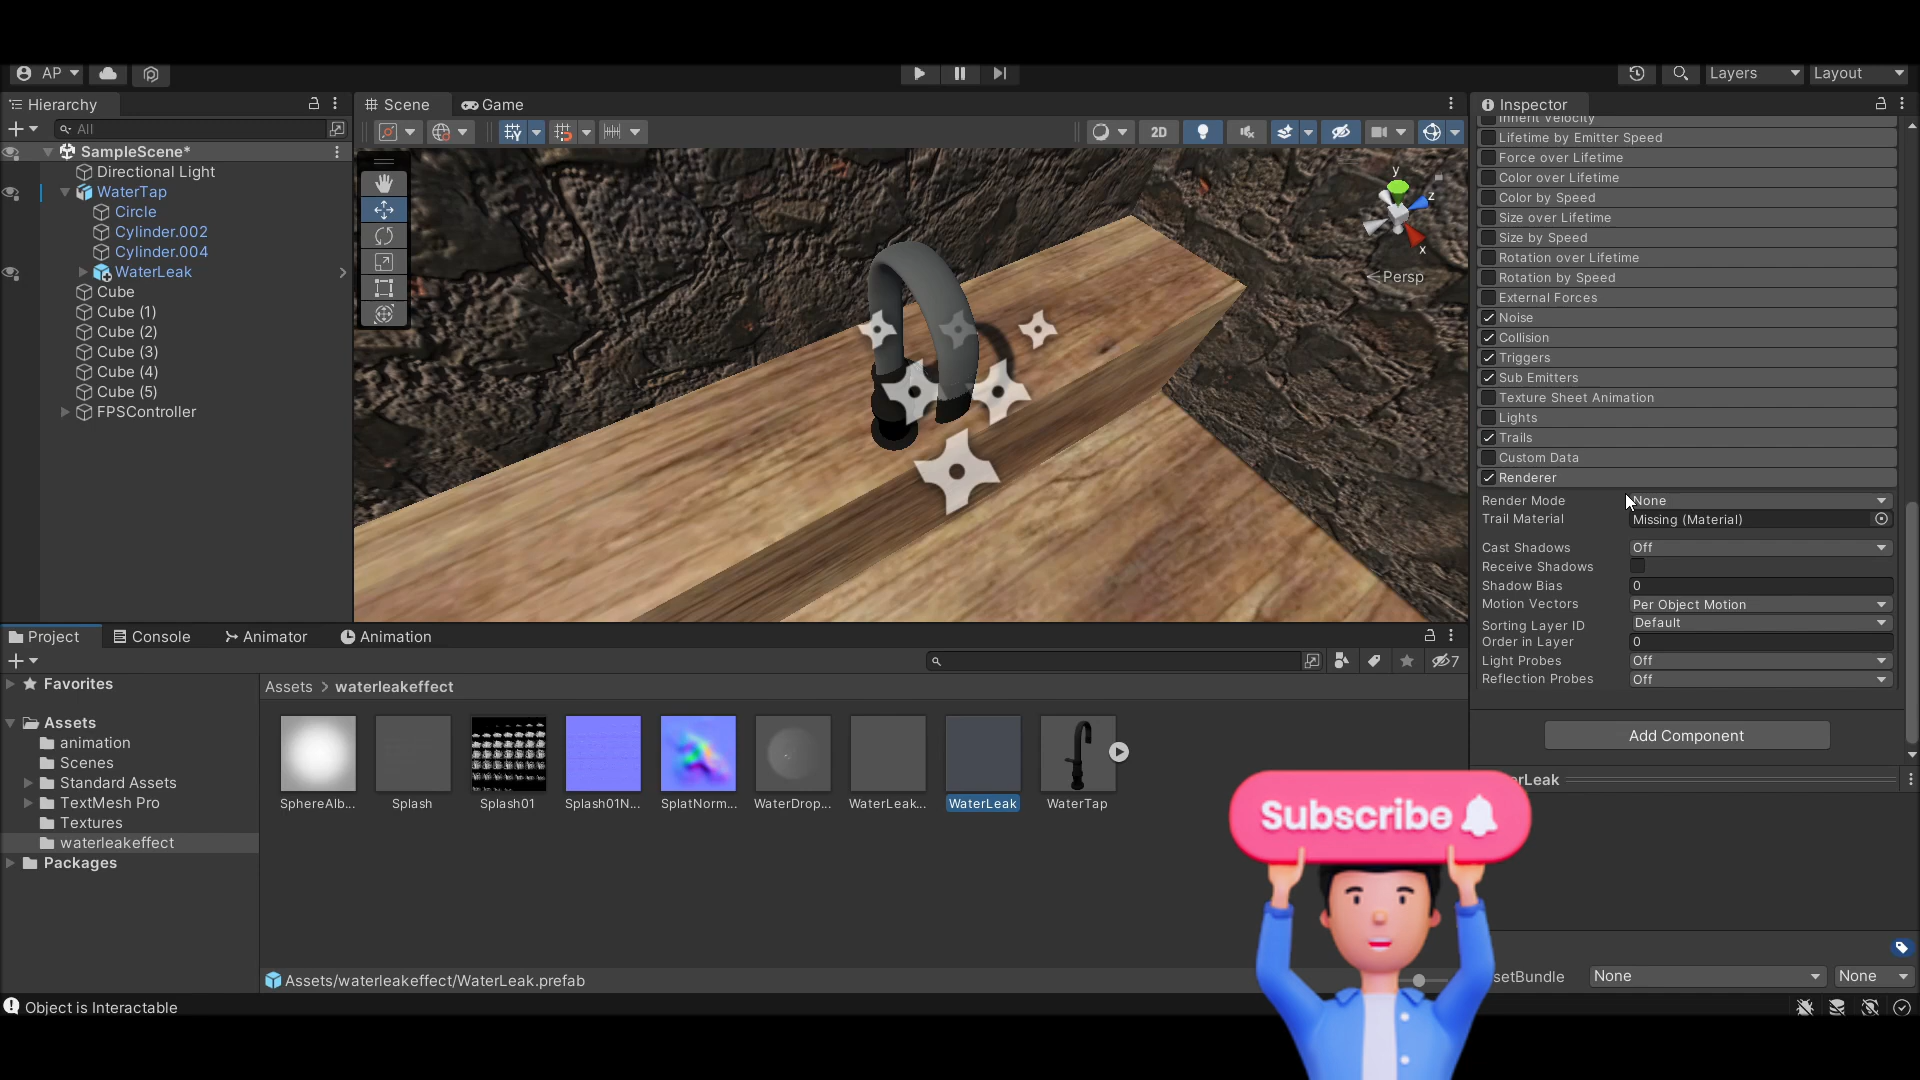 AP
Layers
Layout
Hierarchy
All
SampleScene*
Directional Light
WaterTap
Circle
Cylinder.002
Cylinder.004
WaterLeak
Cube
Cube (1)
Cube (2)
Cube (3)
Cube (4)
Cube (5)
FPSController
Scene
Game
2D
y
z
x
Persp
Inspector
Inherit Velocity
Lifetime by Emitter Speed
Force over Lifetime
Color over Lifetime
Color by Speed
Size over Lifetime
Size by Speed
Rotation over Lifetime
Rotation by Speed
External Forces
Noise
Collision
Triggers
Sub Emitters
Texture Sheet Animation
Lights
Trails
Custom Data
Renderer
Render Mode None
Trail Material Missing (Material)
Cast Shadows Off
Receive Shadows
Shadow Bias 0
Motion Vectors Per Object Motion
Sorting Layer ID Default
Order in Layer 0
Light Probes Off
Reflection Probes Off
Add Component
erLeak
setBundle None None
Project
Console
Animator
Animation
7
Favorites
Assets
animation
Scenes
Standard Assets
TextMesh Pro
Textures
waterleakeffect
Packages
Assets > waterleakeffect
SphereAlb...
Splash
Splash01
Splash01N...
SplatNorm...
WaterDrop...
WaterLeak...
WaterLeak
WaterTap
Assets/waterleakeffect/WaterLeak.prefab
Subscribe
Object is Interactable